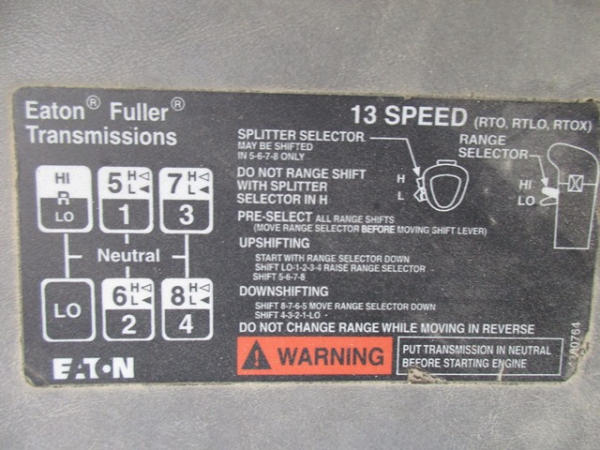 Eaton® Fuller®
Transmissions
13 SPEED (RTO, RTLO, RTOX)
SPLITTER SELECTOR
MAY BE SHIFTED
IN 5-6-7-8 ONLY
RANGE
SELECTOR
H
L
HI
LO
DO NOT RANGE SHIFT
WITH SPLITTER
SELECTOR IN H
PRE-SELECT ALL RANGE SHIFTS
(MOVE RANGE SELECTOR BEFORE MOVING SHIFT LEVER)
UPSHIFTING
START WITH RANGE SELECTOR DOWN
SHIFT LO-1-2-3-4 RAISE RANGE SELECTOR
SHIFT 5-6-7-8
DOWNSHIFTING
SHIFT 8-7-6-5 MOVE RANGE SELECTOR DOWN
SHIFT 4-3-2-1-LO -
DO NOT CHANGE RANGE WHILE MOVING IN REVERSE
HI
R
LO
5 H
L
1
7 H
L
3
Neutral
LO
6 H
L
2
8 H
L
4
EATON
WARNING
PUT TRANSMISSION IN NEUTRAL
BEFORE STARTING ENGINE